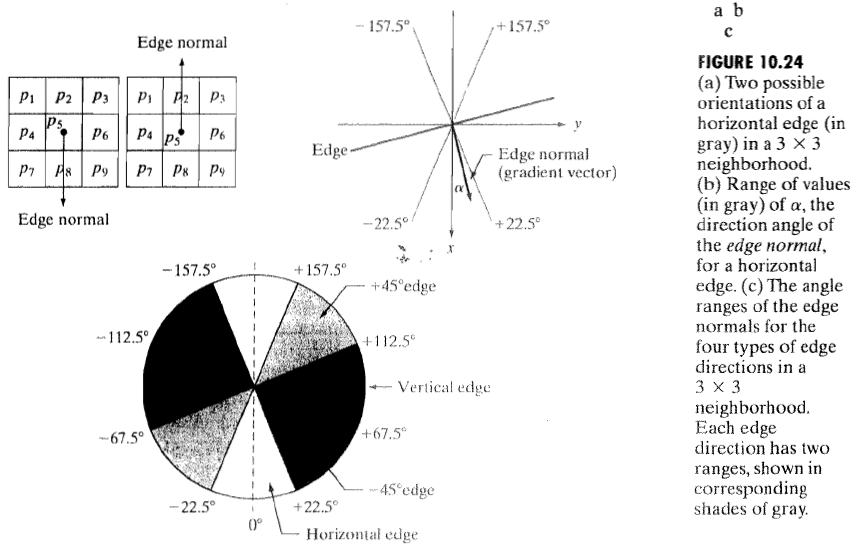 a b
c
Edge normal
p1 p2 p3
p4 p5 p6
p7 p8 p9
Edge normal
p1 p2 p3
p4 p5 p6
p7 p8 p9
−157.5°
+157.5°
y
Edge
Edge normal
(gradient vector)
α
−22.5°
+22.5°
x
−157.5°
+157.5°
+45°edge
−112.5°
+112.5°
Vertical edge
−67.5°
+67.5°
−45°edge
−22.5°
+22.5°
0°
Horizontal edge
FIGURE 10.24
(a) Two possible
orientations of a
horizontal edge (in
gray) in a 3 × 3
neighborhood.
(b) Range of values
(in gray) of α, the
direction angle of
the edge normal,
for a horizontal
edge. (c) The angle
ranges of the edge
normals for the
four types of edge
directions in a
3 × 3
neighborhood.
Each edge
direction has two
ranges, shown in
corresponding
shades of gray.